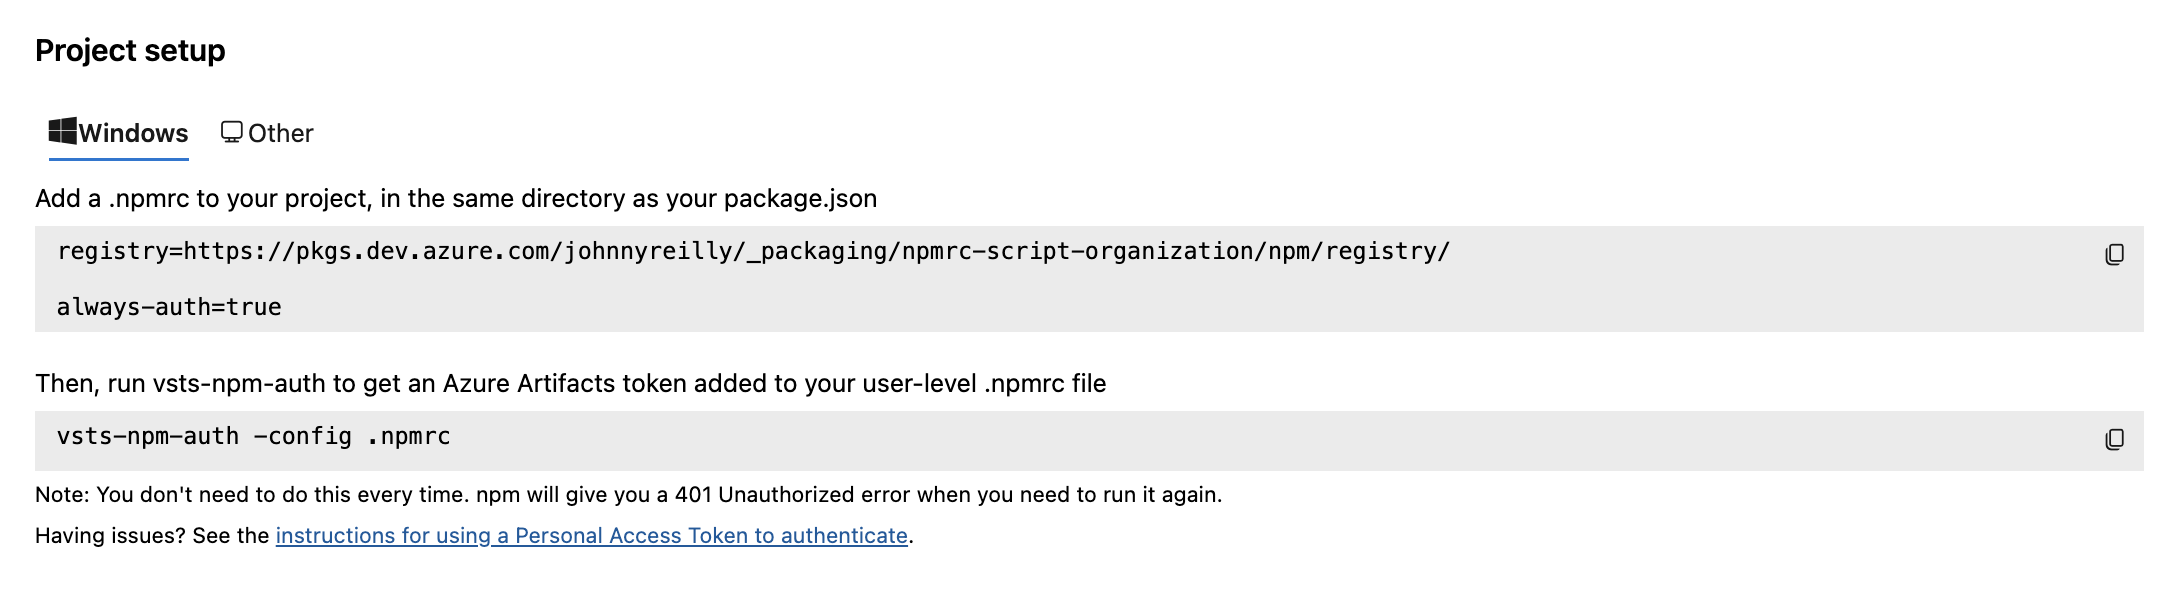 Project setup
Windows Other
Add a .npmrc to your project, in the same directory as your package.json
registry=https://pkgs.dev.azure.com/johnnyreilly/_packaging/npmrc-script-organization/npm/registry/
always-auth=true
Then, run vsts-npm-auth to get an Azure Artifacts token added to your user-level .npmrc file
vsts-npm-auth -config .npmrc
Note: You don't need to do this every time. npm will give you a 401 Unauthorized error when you need to run it again.
Having issues? See the instructions for using a Personal Access Token to authenticate.